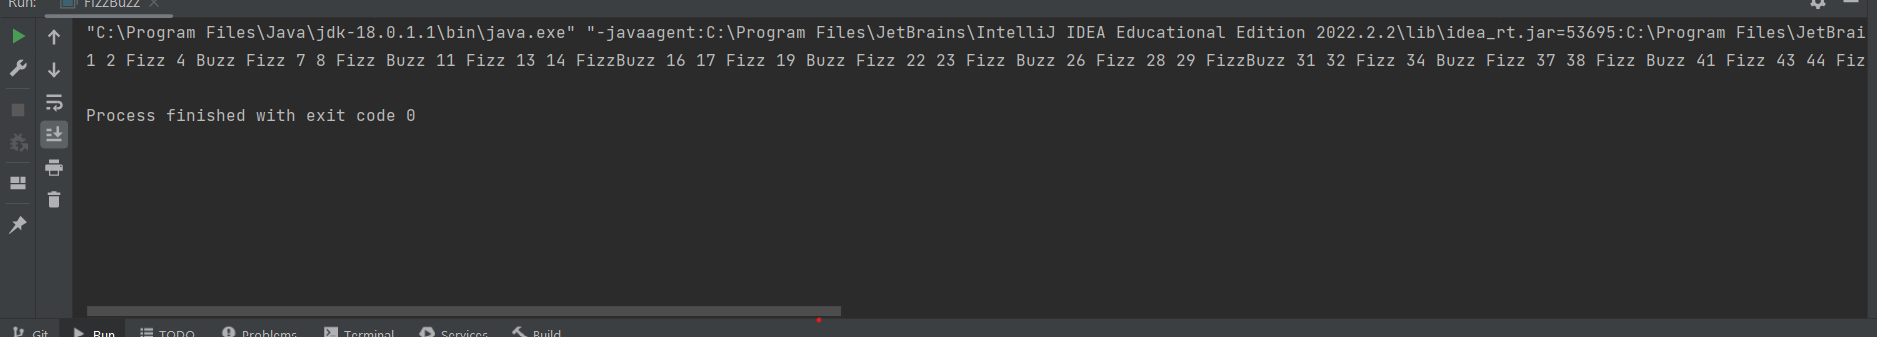 Run: FizzBuzz
"C:\Program Files\Java\jdk-18.0.1.1\bin\java.exe" "-javaagent:C:\Program Files\JetBrains\IntelliJ IDEA Educational Edition 2022.2.2\lib\idea_rt.jar=53695:C:\Program Files\JetBrai
1 2 Fizz 4 Buzz Fizz 7 8 Fizz Buzz 11 Fizz 13 14 FizzBuzz 16 17 Fizz 19 Buzz Fizz 22 23 Fizz Buzz 26 Fizz 28 29 FizzBuzz 31 32 Fizz 34 Buzz Fizz 37 38 Fizz Buzz 41 Fizz 43 44 Fiz
Process finished with exit code 0
Git Run TODO Problems Terminal Services Build